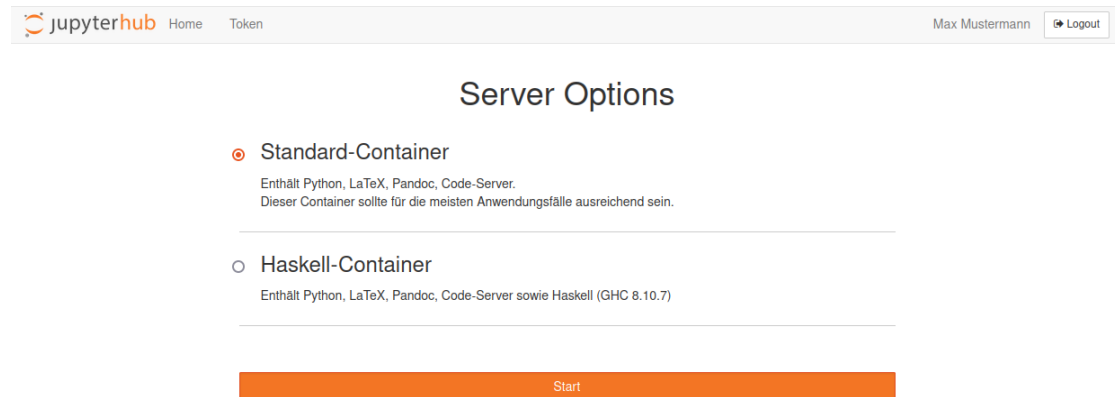 jupyterhub Home Token Max Mustermann Logout
Server Options
Standard-Container
Enthält Python, LaTeX, Pandoc, Code-Server.
Dieser Container sollte für die meisten Anwendungsfälle ausreichend sein.
Haskell-Container
Enthält Python, LaTeX, Pandoc, Code-Server sowie Haskell (GHC 8.10.7)
Start